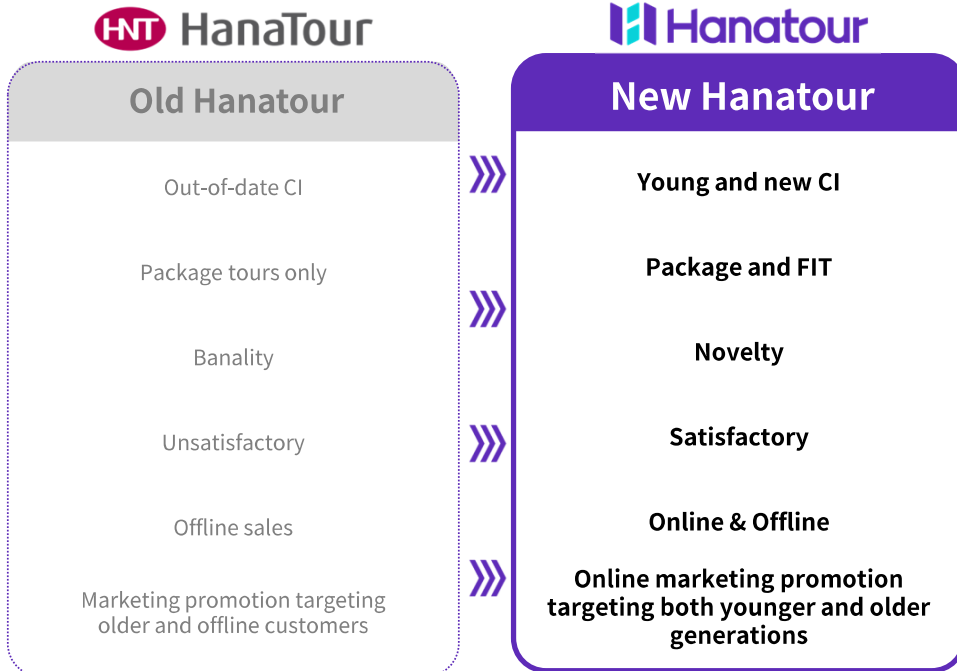 HNT HanaTour
Hanatour
Old Hanatour
New Hanatour
Out-of-date CI
Young and new CI
Package tours only
Package and FIT
Banality
Novelty
Unsatisfactory
Satisfactory
Offline sales
Online & Offline
Marketing promotion targeting
older and offline customers
Online marketing promotion
targeting both younger and older
generations